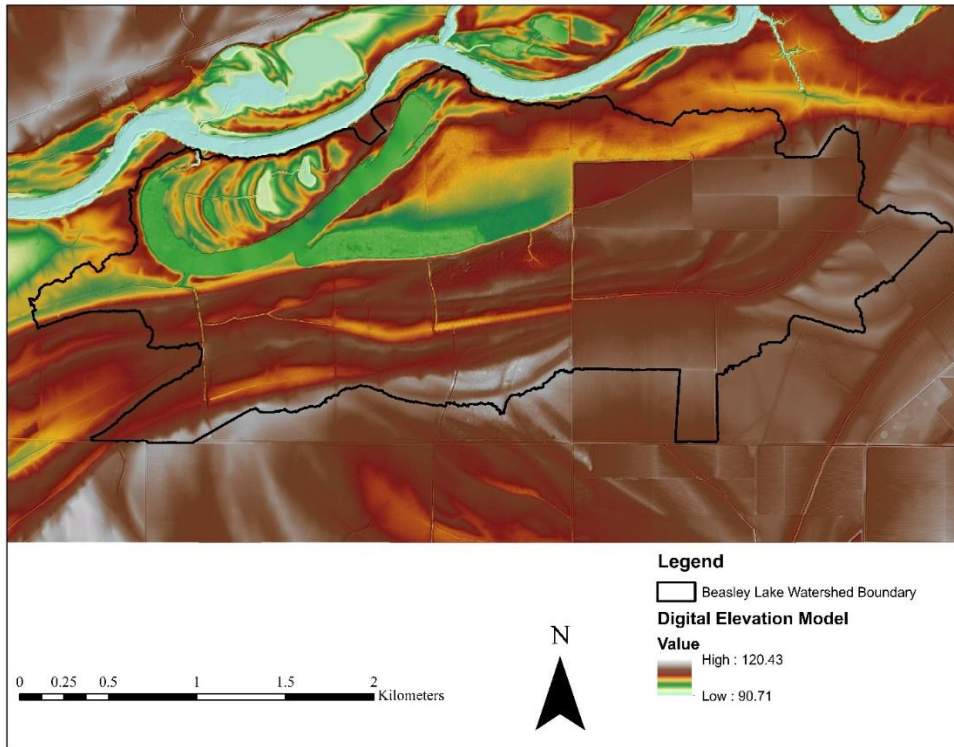 Legend
Beasley Lake Watershed Boundary
Digital Elevation Model
Value
High : 120.43
Low : 90.71
N
0 0.25 0.5 1 1.5 2
Kilometers